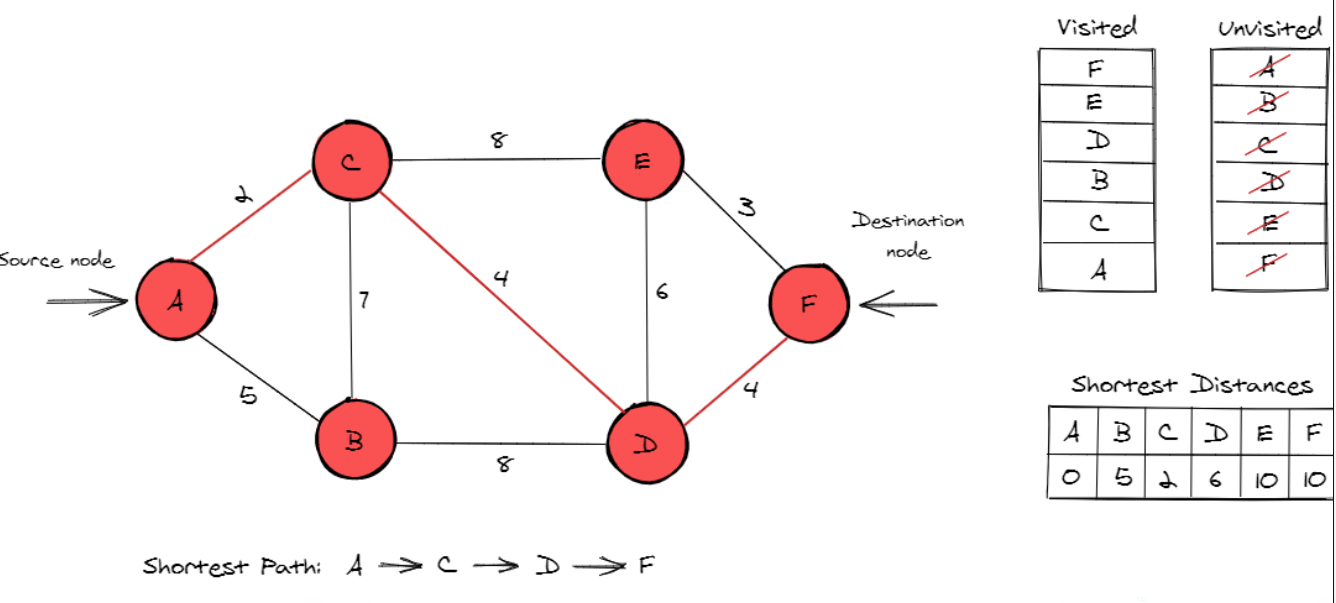 Visited
Unvisited
F
A
E
B
D
C
B
D
C
E
A
F
C
8
E
2
3
Source node
Destination
node
4
A
7
6
F
5
4
B
8
D
Shortest Distances
A B C D E F
0 5 2 6 10 10
Shortest Path: A → C → D → F